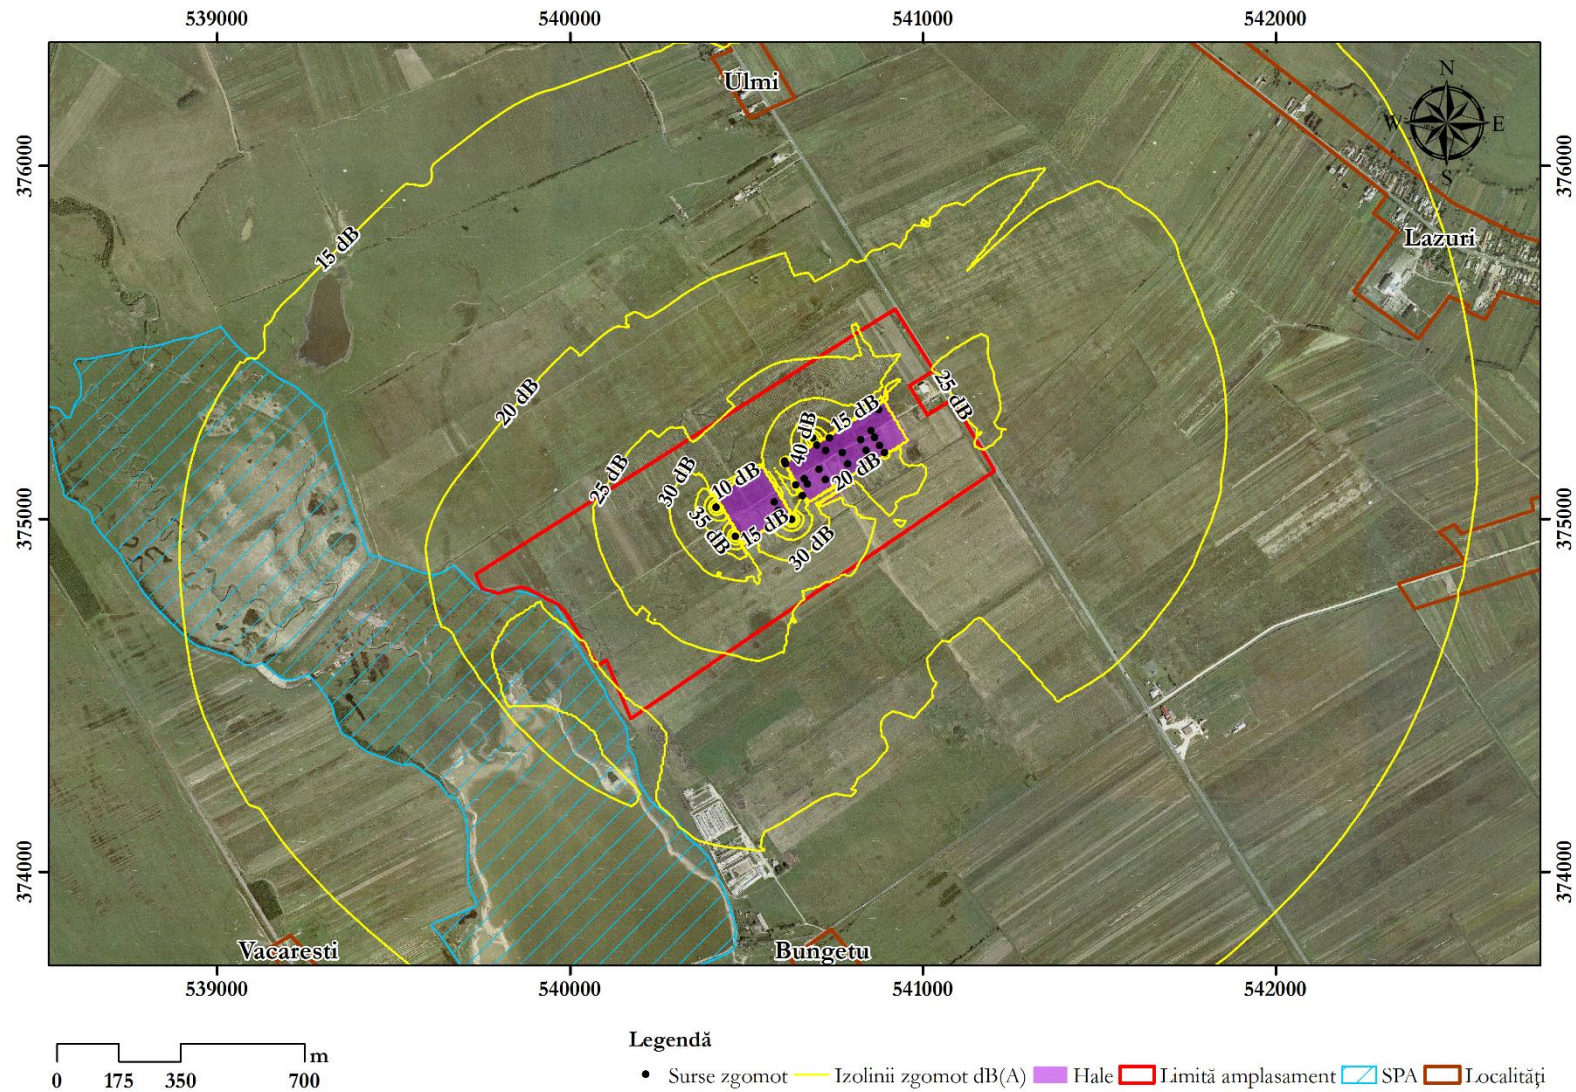 539000 540000 541000 542000
Ulmi
N
W E
S
376000 376000
Lazuri
15 dB
20 dB
25 dB
25 dB
15 dB
40 dB
30 dB
10 dB
20 dB
35 dB
15 dB
30 dB
375000 375000
374000 374000
Vacaresti
Bungetu
539000 540000 541000 542000
Legendă
m
0 175 350 700
Surse zgomot Izolinii zgomot dB(A) Hale Limită amplasament SPA Localități